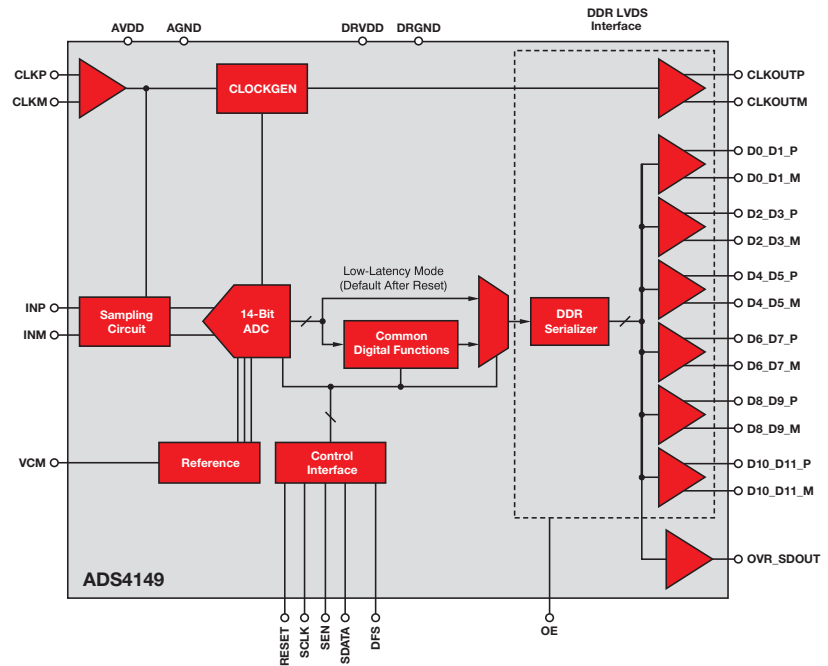 DDR LVDS
Interface
AVDD
AGND
DRVDD
DRGND
CLKP
CLKM
CLOCKGEN
CLKOUTP
CLKOUTM
D0_D1_P
D0_D1_M
D2_D3_P
D2_D3_M
Low-Latency Mode
(Default After Reset)
D4_D5_P
D4_D5_M
INP
INM
Sampling
Circuit
14-Bit
ADC
Common
Digital Functions
DDR
Serializer
D6_D7_P
D6_D7_M
D8_D9_P
D8_D9_M
VCM
Reference
Control
Interface
D10_D11_P
D10_D11_M
OVR_SDOUT
ADS4149
RESET
SCLK
SEN
SDATA
DFS
OE